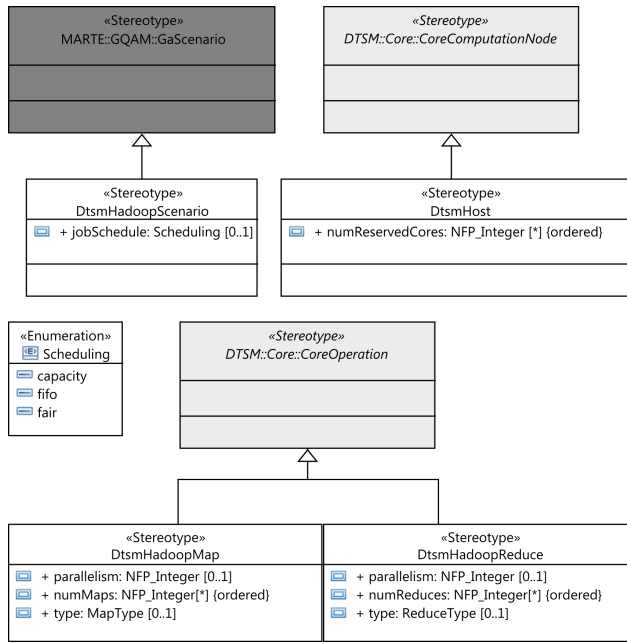 «Stereotype»
MARTE::GQAM::GaScenario
«Stereotype»
DTSM::Core::CoreComputationNode
«Stereotype»
DtsmHadoopScenario
+ jobSchedule: Scheduling [0..1]
«Stereotype»
DtsmHost
+ numReservedCores: NFP_Integer [*] {ordered}
«Enumeration»
Scheduling
capacity
fifo
fair
«Stereotype»
DTSM::Core::CoreOperation
«Stereotype»
DtsmHadoopMap
+ parallelism: NFP_Integer [0..1]
+ numMaps: NFP_Integer[*] {ordered}
+ type: MapType [0..1]
«Stereotype»
DtsmHadoopReduce
+ parallelism: NFP_Integer [0..1]
+ numReduces: NFP_Integer[*] {ordered}
+ type: ReduceType [0..1]